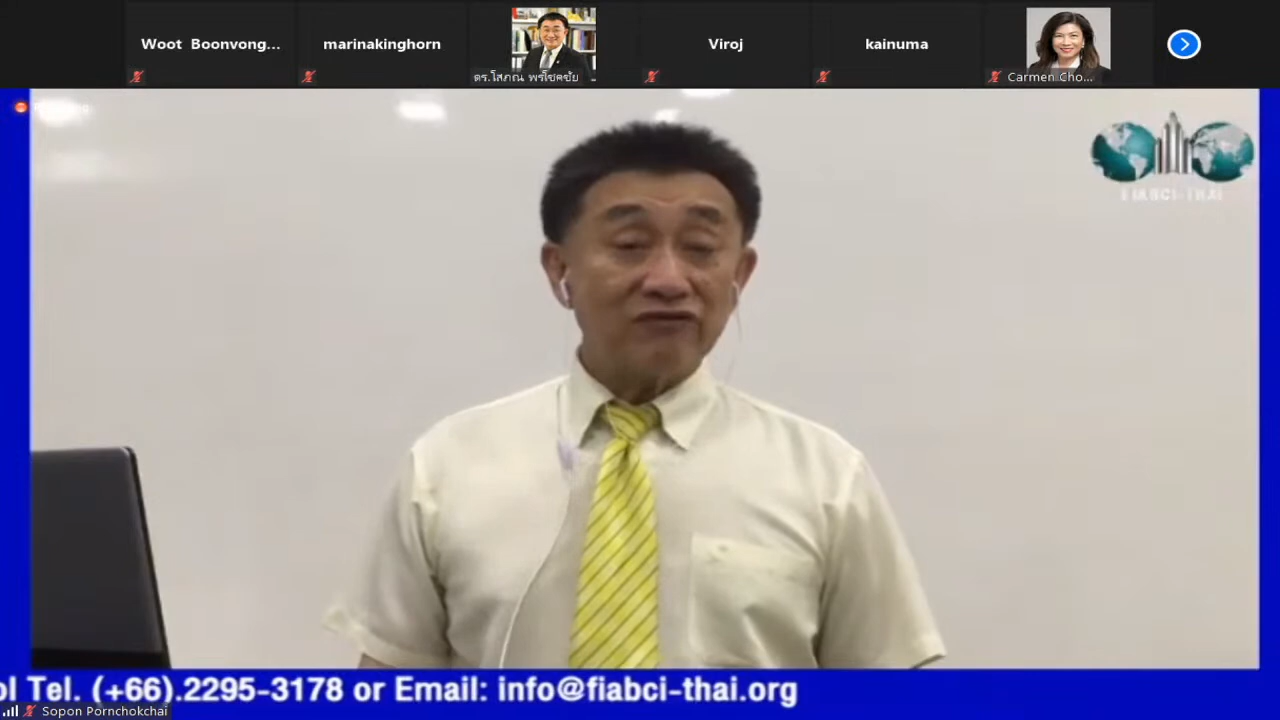 Woot Boonvong...
marinakinghorn
ดร.โสภณ พรโชคชัย
Viroj
kainuma
Carmen Cho...
FIABCI-THAI
ol Tel. (+66).2295-3178 or Email: info@fiabci-thai.org
Sopon Pornchokchai